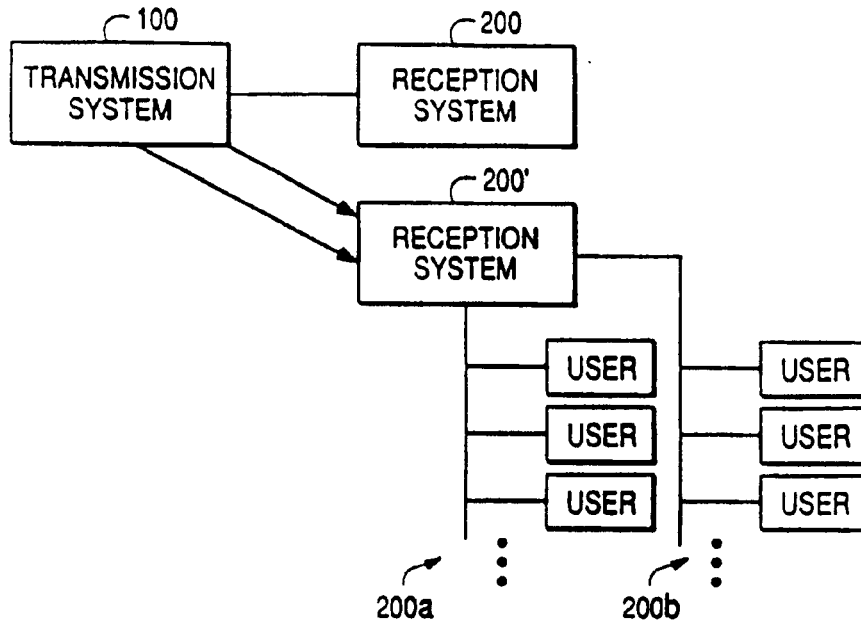 100
TRANSMISSION
SYSTEM
200
RECEPTION
SYSTEM
200'
RECEPTION
SYSTEM
USER
USER
USER
USER
USER
USER
200a
200b